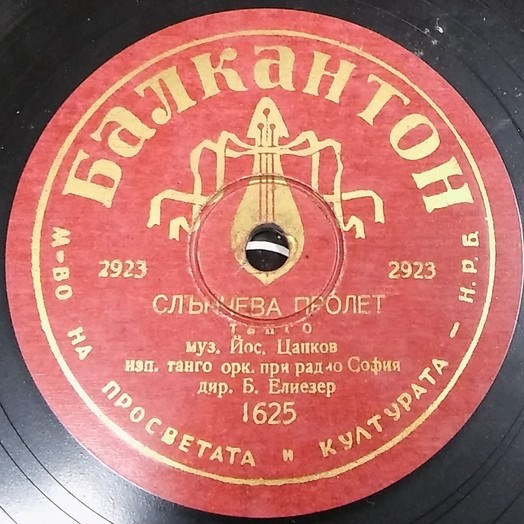 БАЛКАНТОН
2923 2923
СЛЪНЧЕВА ПРОЛЕТ
танго
муз. Йос. Цанков
изп. танго орк. при радио София
дир. Б. Елиезер
1625
М-ВО НА ПРОСВЕТАТА и КУЛТУРАТА - Н.Р.Б.